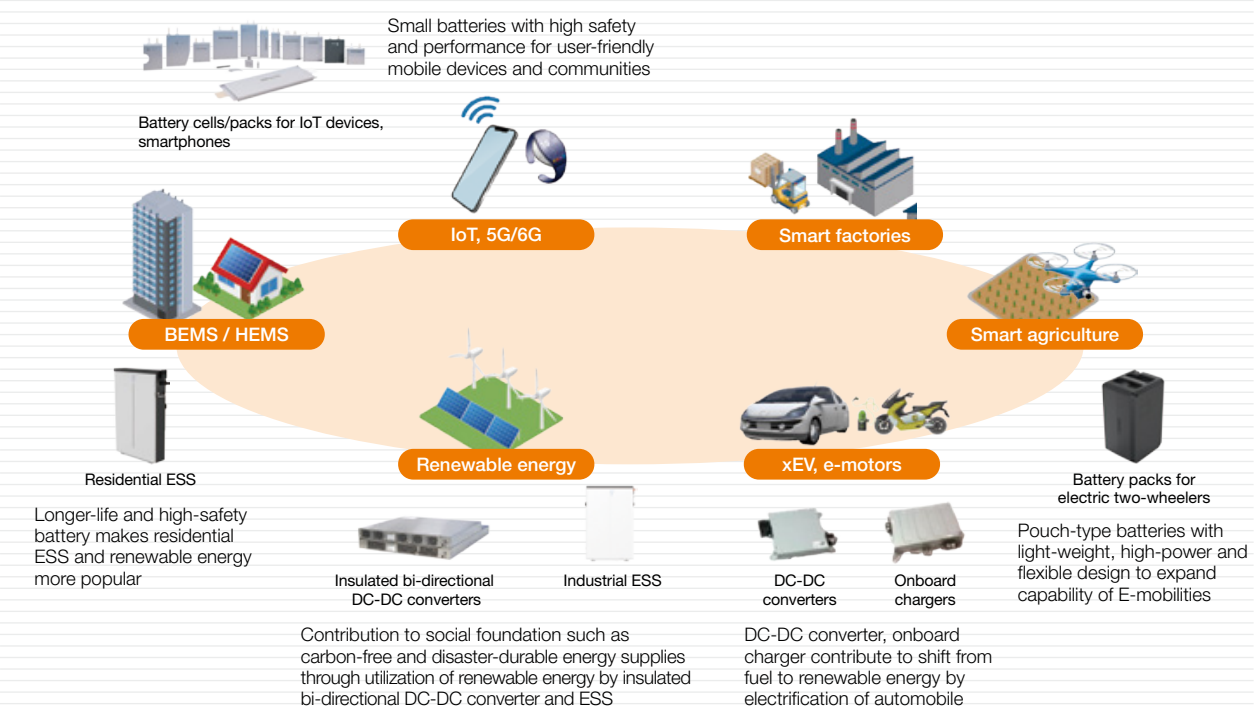 Small batteries with high safety
and performance for user-friendly
mobile devices and communities
Battery cells/packs for IoT devices,
smartphones
IoT, 5G/6G
Smart factories
BEMS / HEMS
Smart agriculture
Renewable energy
xEV, e-motors
Residential ESS
Longer-life and high-safety
battery makes residential
ESS and renewable energy
more popular
Insulated bi-directional
DC-DC converters
Industrial ESS
Contribution to social foundation such as
carbon-free and disaster-durable energy supplies
through utilization of renewable energy by insulated
bi-directional DC-DC converter and ESS
DC-DC
converters
Onboard
chargers
DC-DC converter, onboard
charger contribute to shift from
fuel to renewable energy by
electrification of automobile
Battery packs for
electric two-wheelers
Pouch-type batteries with
light-weight, high-power and
flexible design to expand
capability of E-mobilities